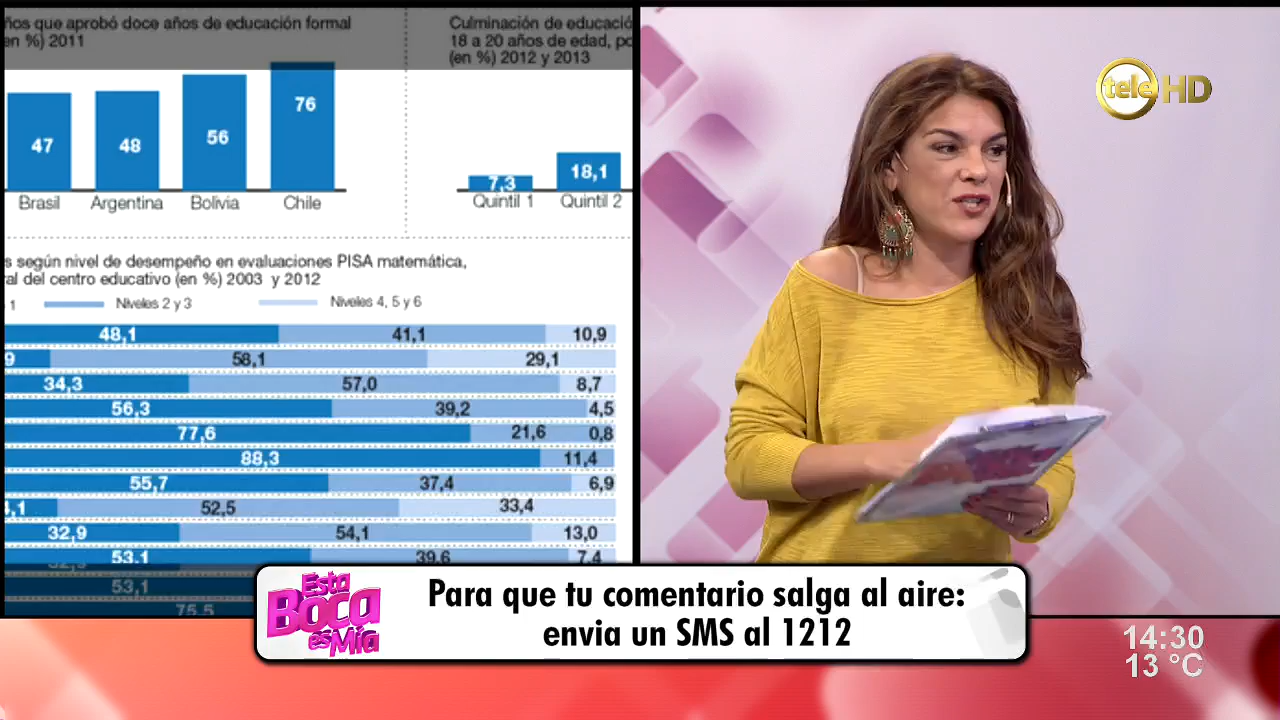 ños que aprobó doce años de educación formal
en %) 2011
47
48
56
76
Brasil
Argentina
Bolivia
Chile
Culminación de educació
18 a 20 años de edad, po
(en %) 2012 y 2013
7,3
18,1
Quintil 1
Quintil 2
s según nivel de desempeño en evaluaciones PISA matemática,
ral del centro educativo (en %) 2003 y 2012
1 Niveles 2 y 3 Niveles 4, 5 y 6
48,1 41,1 10,9
9 58,1 29,1
34,3 57,0 8,7
56,3 39,2 4,5
77,6 21,6 0,8
88,3 11,4
55,7 37,4 6,9
4,1 52,5 33,4
32,9 54,1 13,0
53,1 39,6 7,4
32,9
53,1
75,5
tele HD
Esta
Boca
es Mía
Para que tu comentario salga al aire:
envia un SMS al 1212
14:30
13 °C